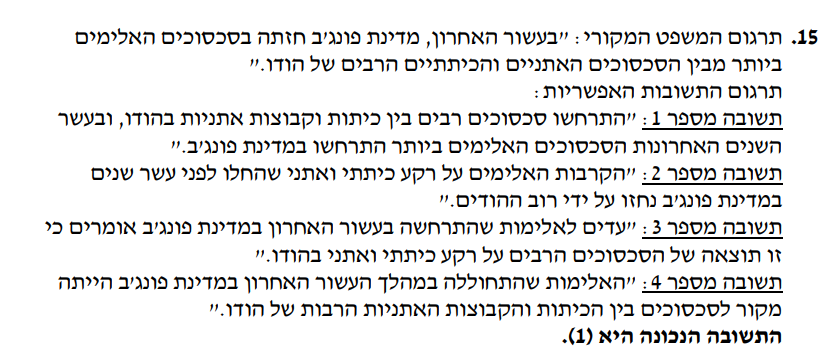 15. תרגום המשפט המקורי: "בעשור האחרון, מדינת פונג'ב חזתה בסכסוכים האלימים
ביותר מבין הסכסוכים האתניים והכיתתיים הרבים של הודו."
תרגום התשובות האפשריות:
תשובה מספר 1: "התרחשו סכסוכים רבים בין כיתות וקבוצות אתניות בהודו, ובעשר
השנים האחרונות הסכסוכים האלימים ביותר התרחשו במדינת פונג'ב."
תשובה מספר 2: "הקרבות האלימים על רקע כיתתי ואתני שהחלו לפני עשר שנים
במדינת פונג'ב נחזו על ידי רוב ההודים."
תשובה מספר 3: "עדים לאלימות שהתרחשה בעשור האחרון במדינת פונג'ב אומרים כי
זו תוצאה של הסכסוכים הרבים על רקע כיתתי ואתני בהודו."
תשובה מספר 4: "האלימות שהתחוללה במהלך העשור האחרון במדינת פונג'ב הייתה
מקור לסכסוכים בין הכיתות והקבוצות האתניות הרבות של הודו."
התשובה הנכונה היא (1).